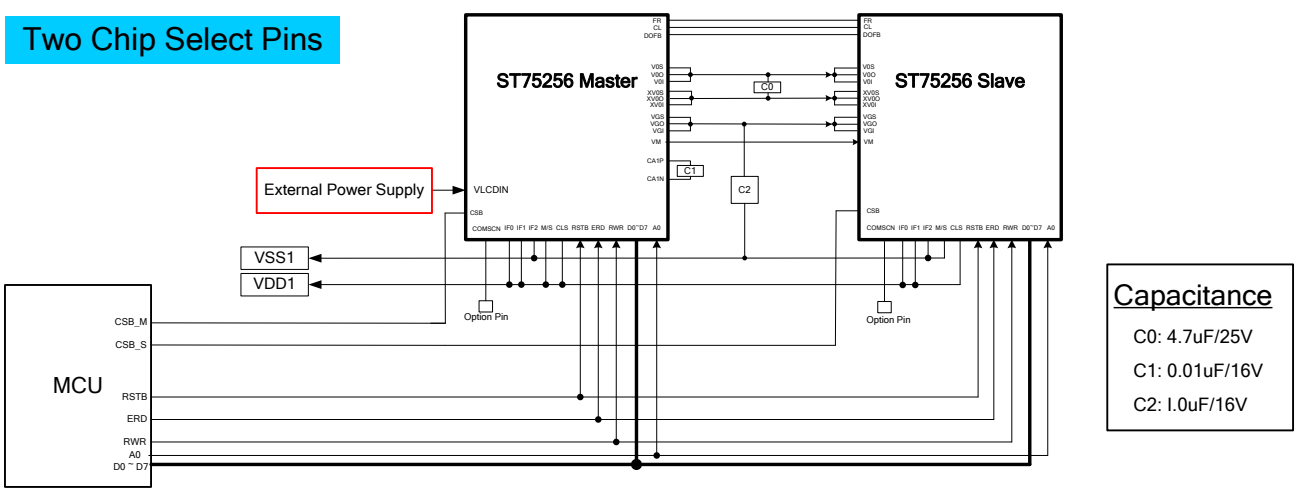 Two Chip Select Pins
FR
CL
DOFB
FR
CL
DOFB
ST75256 Master
ST75256 Slave
V0S
V0O
V0I
XV0S
XV0O
XV0I
VGS
VGO
VGI
VM
CA1P
CA1N
C0
C1
C2
V0S
V0O
V0I
XV0S
XV0O
XV0I
VGS
VGO
VGI
VM
External Power Supply
VLCDIN
CSB
COMSCN IF0 IF1 IF2 M/S CLS RSTB ERD RWR D0~D7 A0
CSB
COMSCN IF0 IF1 IF2 M/S CLS RSTB ERD RWR D0~D7 A0
VSS1
VDD1
Option Pin
Option Pin
MCU
CSB_M
CSB_S
RSTB
ERD
RWR
A0
D0 ~ D7
Capacitance
C0: 4.7uF/25V
C1: 0.01uF/16V
C2: I.0uF/16V